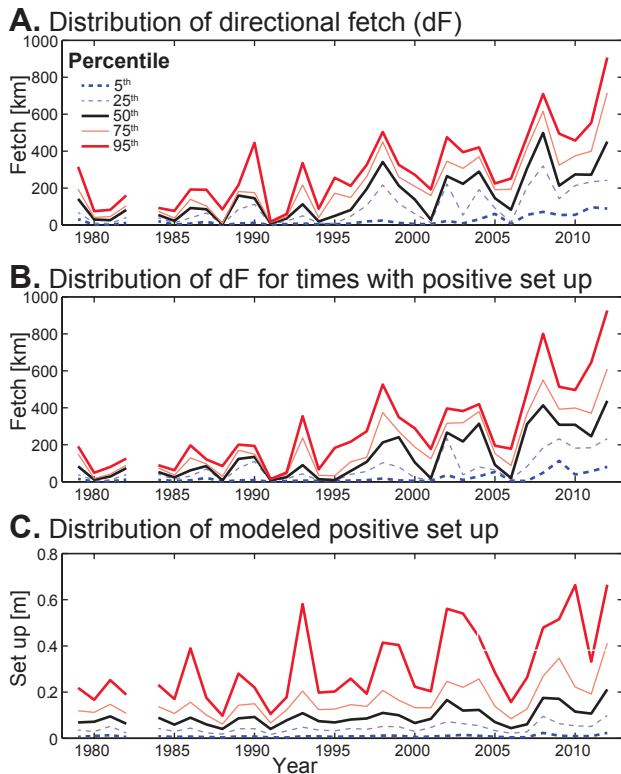 A. Distribution of directional fetch (dF)
1000
800
600
400
200
0
Fetch [km]
Percentile
5th
25th
50th
75th
95th
1980 1985 1990 1995 2000 2005 2010
B. Distribution of dF for times with positive set up
1000
800
600
400
200
0
Fetch [km]
1980 1985 1990 1995 2000 2005 2010
C. Distribution of modeled positive set up
0.8
0.6
0.4
0.2
0
Set up [m]
1980 1985 1990 1995 2000 2005 2010
Year